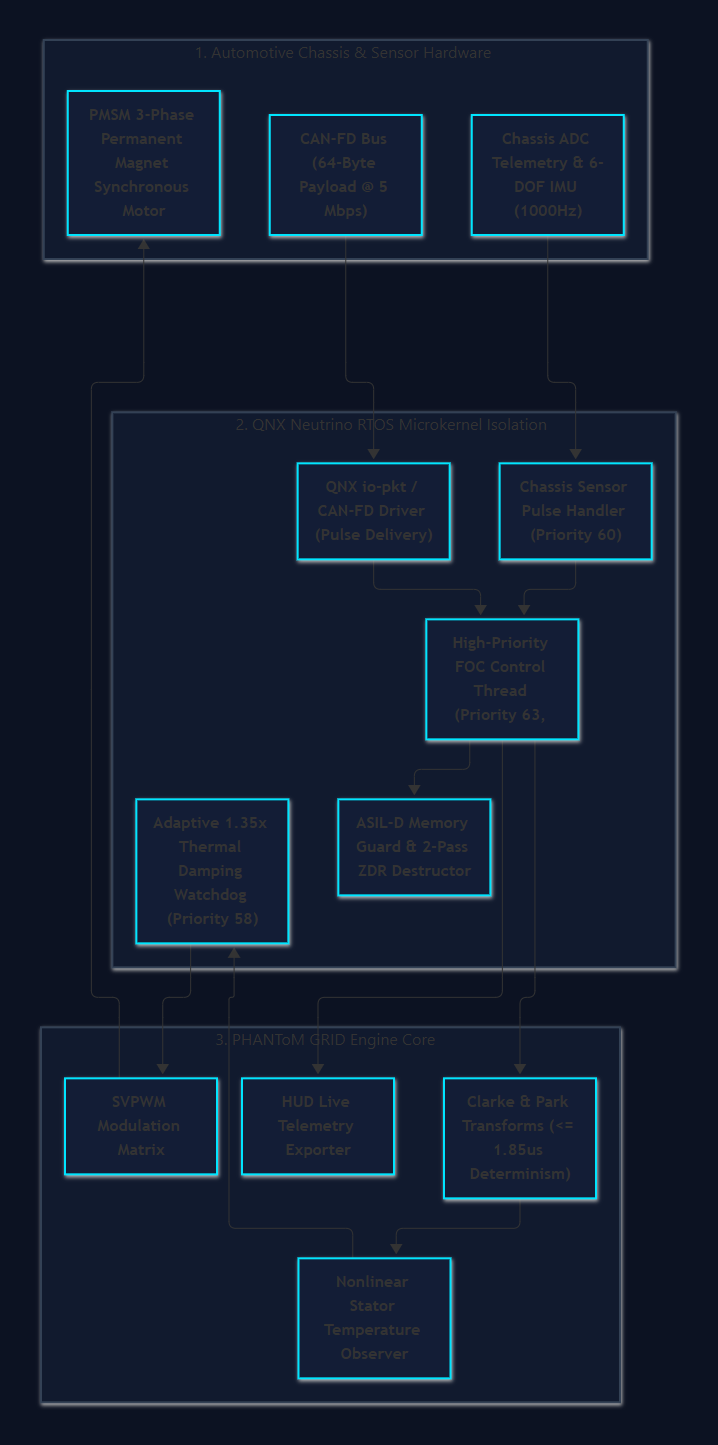 1. Automotive Chassis & Sensor Hardware
PMSM 3-Phase
Permanent
Magnet
Synchronous
Motor
CAN-FD Bus
(64-Byte
Payload @ 5
Mbps)
Chassis ADC
Telemetry & 6-
DOF IMU
(1000Hz)
2. QNX Neutrino RTOS Microkernel Isolation
QNX io-pkt /
CAN-FD Driver
(Pulse Delivery)
Chassis Sensor
Pulse Handler
(Priority 60)
High-Priority
FOC Control
Thread
(Priority 63,
Adaptive 1.35x
Thermal
Damping
Watchdog
(Priority 58)
ASIL-D Memory
Guard & 2-Pass
ZDR Destructor
3. PHANToM GRID Engine Core
SVPWM
Modulation
Matrix
HUD Live
Telemetry
Exporter
Clarke & Park
Transforms (<=
1.85us
Determinism)
Nonlinear
Stator
Temperature
Observer